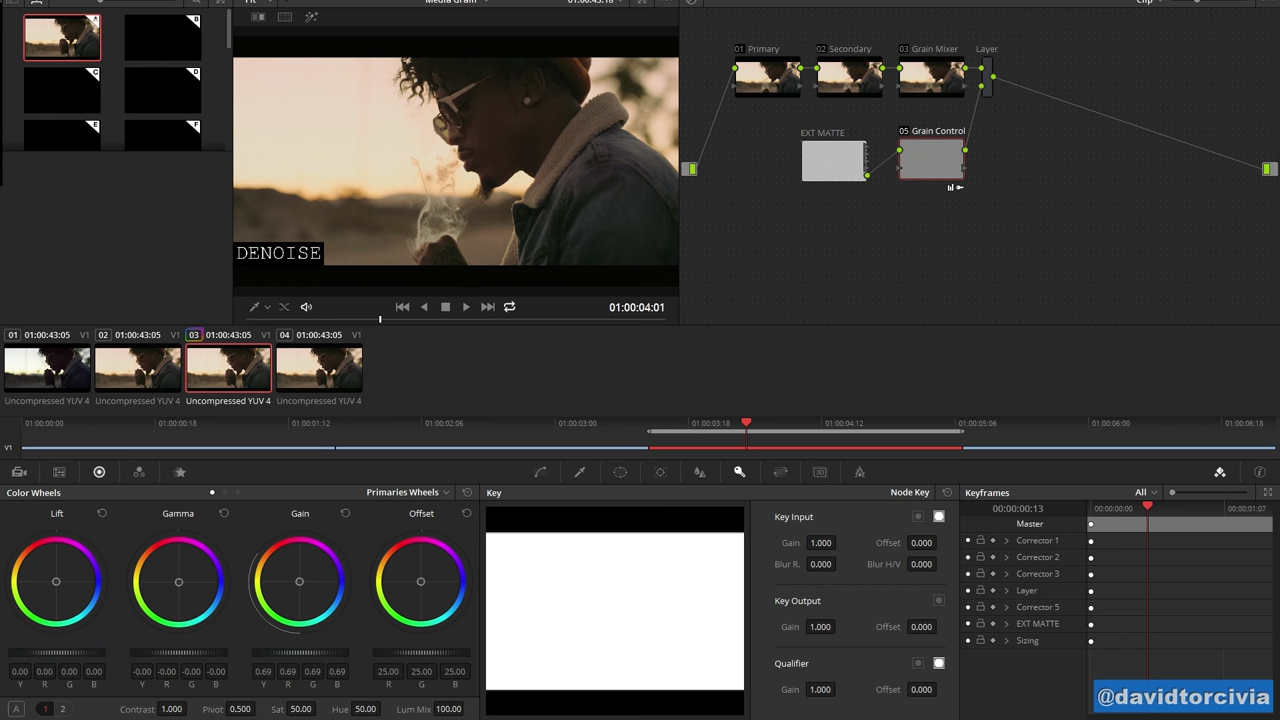 Fit
Media Grain
01:00:43:18
Clip
A
B
C
D
E
F
01 Primary
02 Secondary
03 Grain Mixer
Layer
EXT MATTE
05 Grain Control
DENOISE
01:00:04:01
01 01:00:43:05 V1
02 01:00:43:05 V1
03 01:00:43:05 V1
04 01:00:43:05 V1
Uncompressed YUV 4
Uncompressed YUV 4
Uncompressed YUV 4
Uncompressed YUV 4
01:00:00:00 01:00:00:18 01:00:01:12 01:00:02:06 01:00:03:00 01:00:03:18 01:00:04:12 01:00:05:06 01:00:06:00 01:00:06:18
V1
Color Wheels
Primaries Wheels
Lift Gamma Gain Offset
0.00 0.00 0.00 0.00 -0.00 -0.00 -0.00 -0.00 0.69 0.69 0.69 0.69 25.00 25.00 25.00
Y R G B Y R G B Y R G B R G B
A 1 2 Contrast 1.000 Pivot 0.500 Sat 50.00 Hue 50.00 Lum Mix 100.00
Key
Node Key
Key Input
Gain 1.000 Offset 0.000
Blur R. 0.000 Blur H/V 0.000
Key Output
Gain 1.000 Offset 0.000
Qualifier
Gain 1.000 Offset 0.000
Keyframes
All
00:00:00:13 00:00:00:00 00:00:01:07
Master
Corrector 1
Corrector 2
Corrector 3
Layer
Corrector 5
EXT MATTE
Sizing
@davidtorcivia